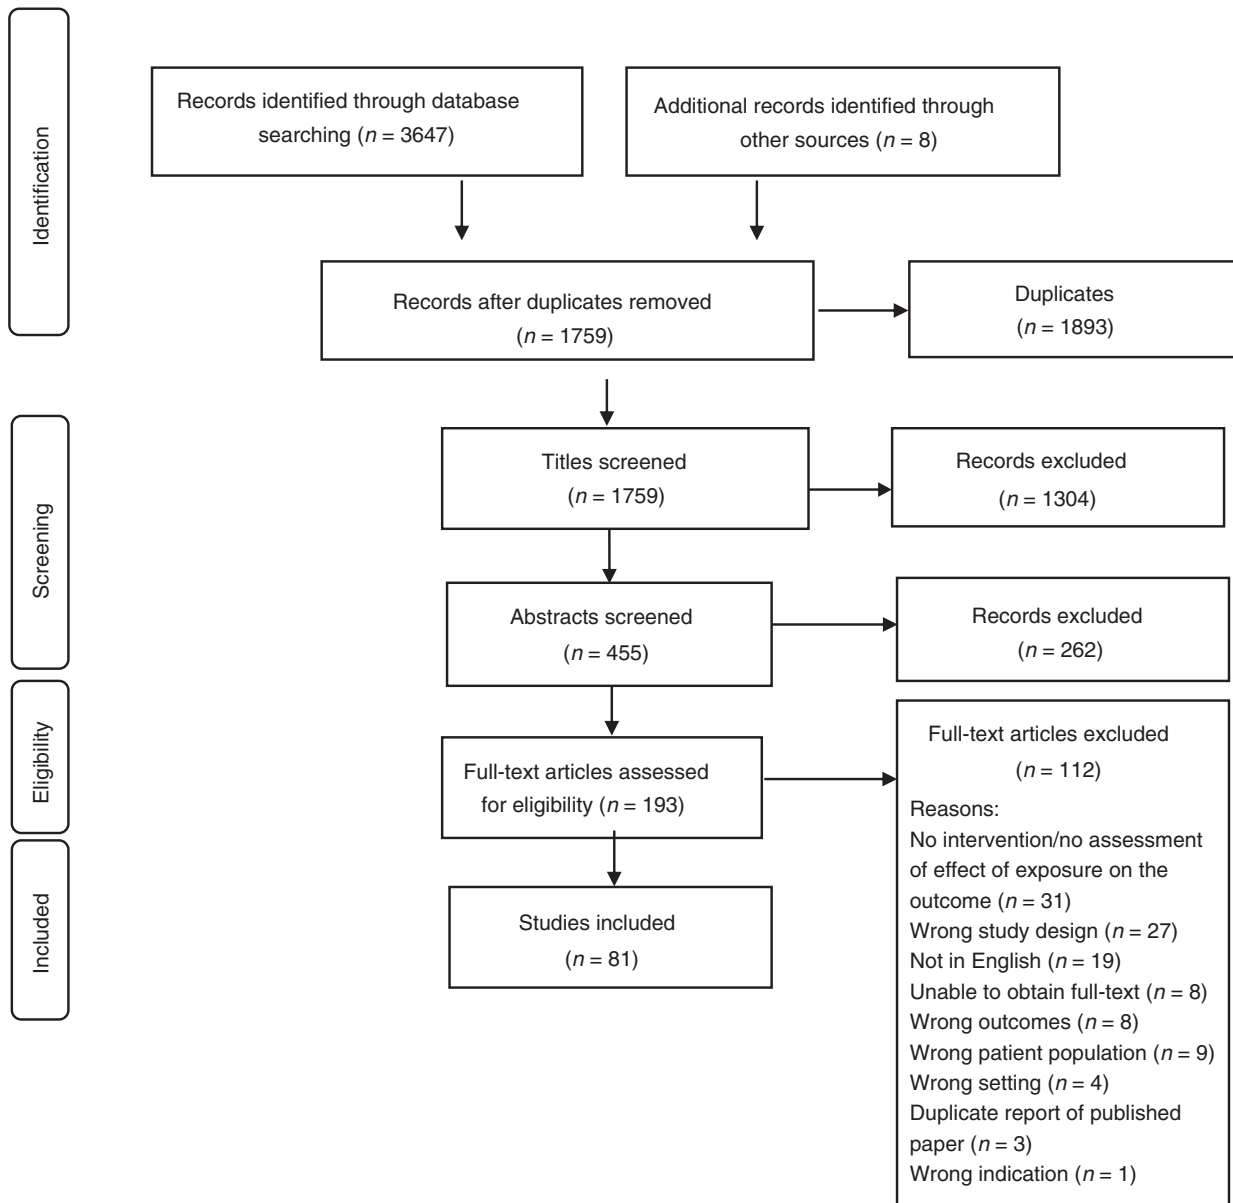 Identification
Records identified through database
searching (n = 3647)
Additional records identified through
other sources (n = 8)
Records after duplicates removed
(n = 1759)
Duplicates
(n = 1893)
Screening
Titles screened
(n = 1759)
Records excluded
(n = 1304)
Abstracts screened
(n = 455)
Records excluded
(n = 262)
Eligibility
Full-text articles assessed
for eligibility (n = 193)
Full-text articles excluded
(n = 112)
Reasons:
No intervention/no assessment
of effect of exposure on the
outcome (n = 31)
Wrong study design (n = 27)
Not in English (n = 19)
Unable to obtain full-text (n = 8)
Wrong outcomes (n = 8)
Wrong patient population (n = 9)
Wrong setting (n = 4)
Duplicate report of published
paper (n = 3)
Wrong indication (n = 1)
Included
Studies included
(n = 81)